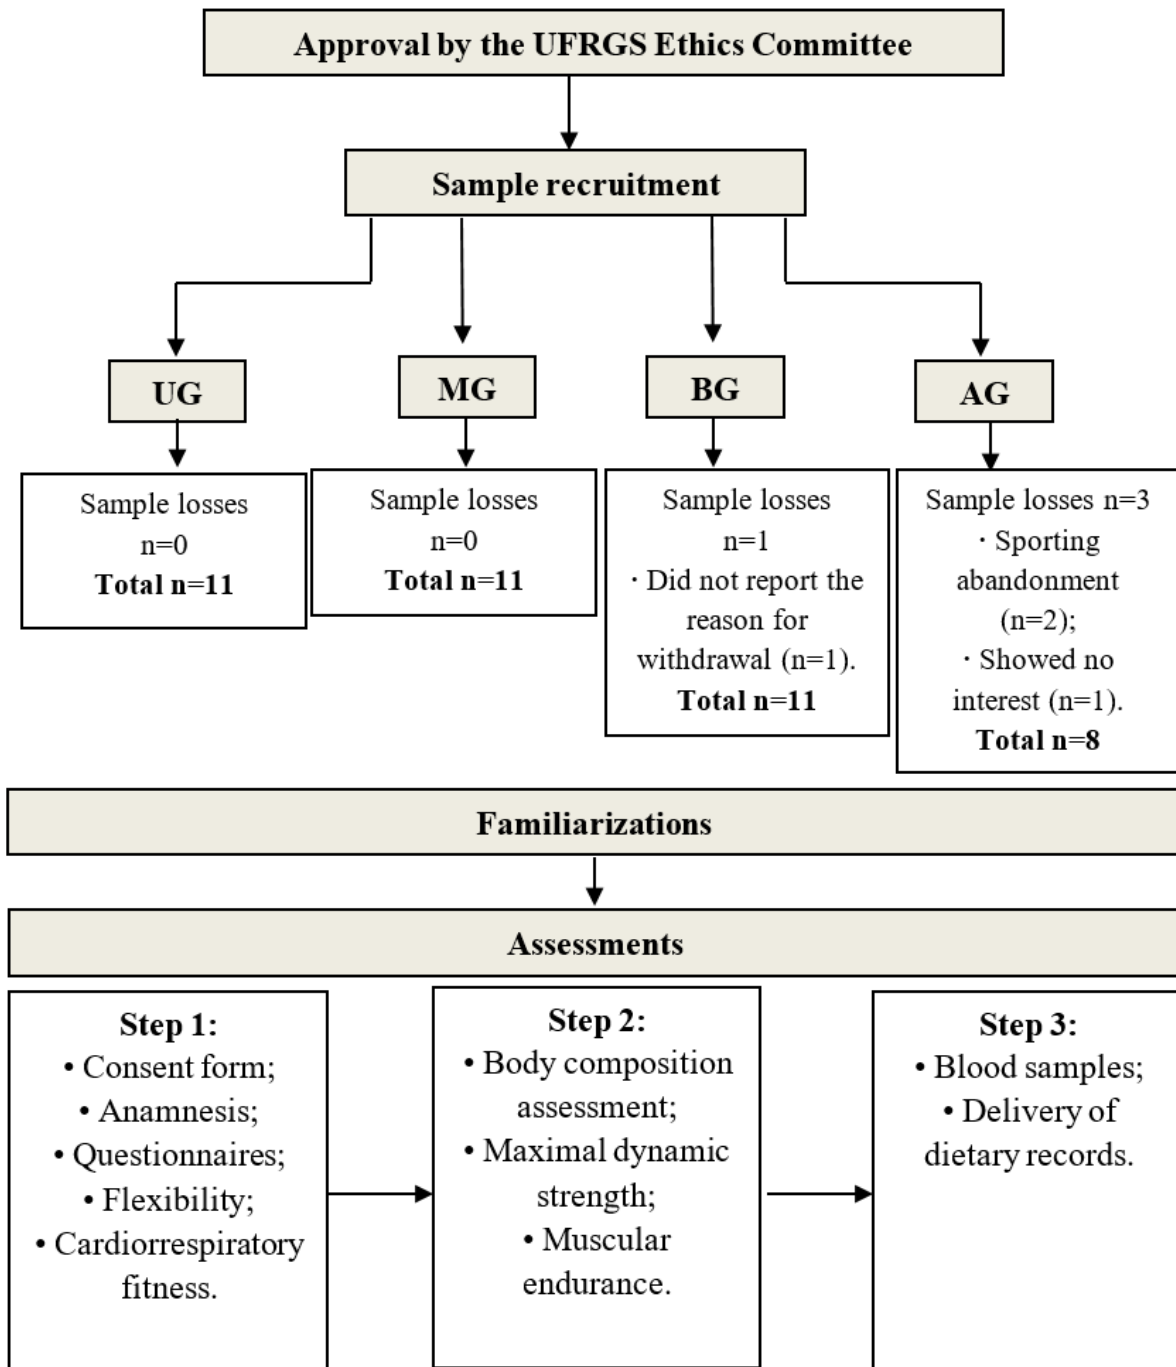 Approval by the UFRGS Ethics Committee
Sample recruitment
UG
MG
BG
AG
Sample losses
n=0
Total n=11
Sample losses
n=0
Total n=11
Sample losses
n=1
· Did not report the
reason for
withdrawal (n=1).
Total n=11
Sample losses n=3
· Sporting
abandonment
(n=2);
· Showed no
interest (n=1).
Total n=8
Familiarizations
Assessments
Step 1:
• Consent form;
• Anamnesis;
• Questionnaires;
• Flexibility;
• Cardiorrespiratory
fitness.
Step 2:
• Body composition
assessment;
• Maximal dynamic
strength;
• Muscular
endurance.
Step 3:
• Blood samples;
• Delivery of
dietary records.